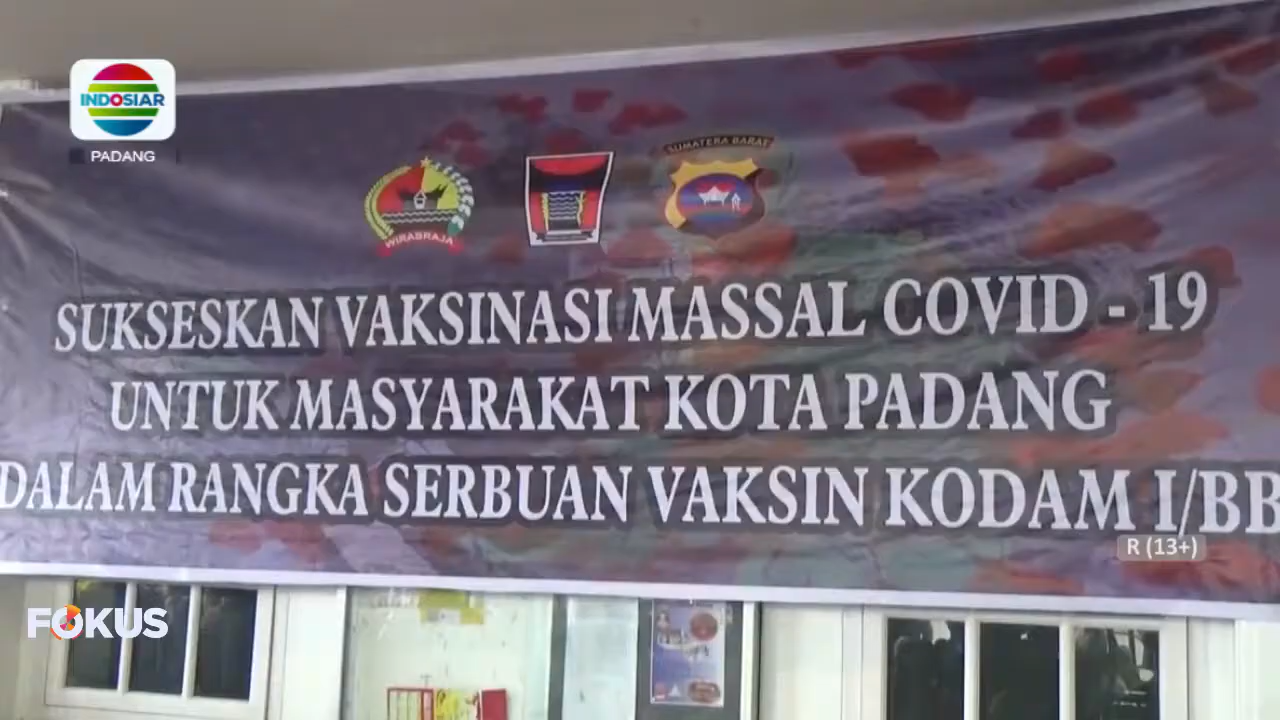 INDOSIAR
PADANG
SUMATERA BARAT
WIRABRAJA
SUKSESKAN VAKSINASI MASSAL COVID - 19
UNTUK MASYARAKAT KOTA PADANG
DALAM RANGKA SERBUAN VAKSIN KODAM I/BB
R (13+)
FOKUS